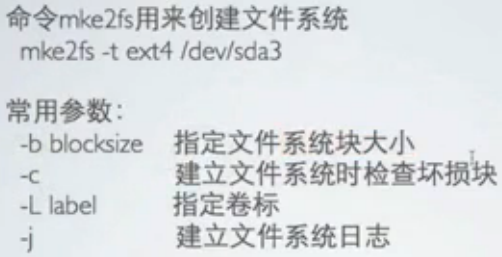 命令mke2fs用来创建文件系统
mke2fs -t ext4 /dev/sda3
常用参数：
-b blocksize 指定文件系统块大小
-c 建立文件系统时检查坏损块
-L label 指定卷标
-j 建立文件系统日志